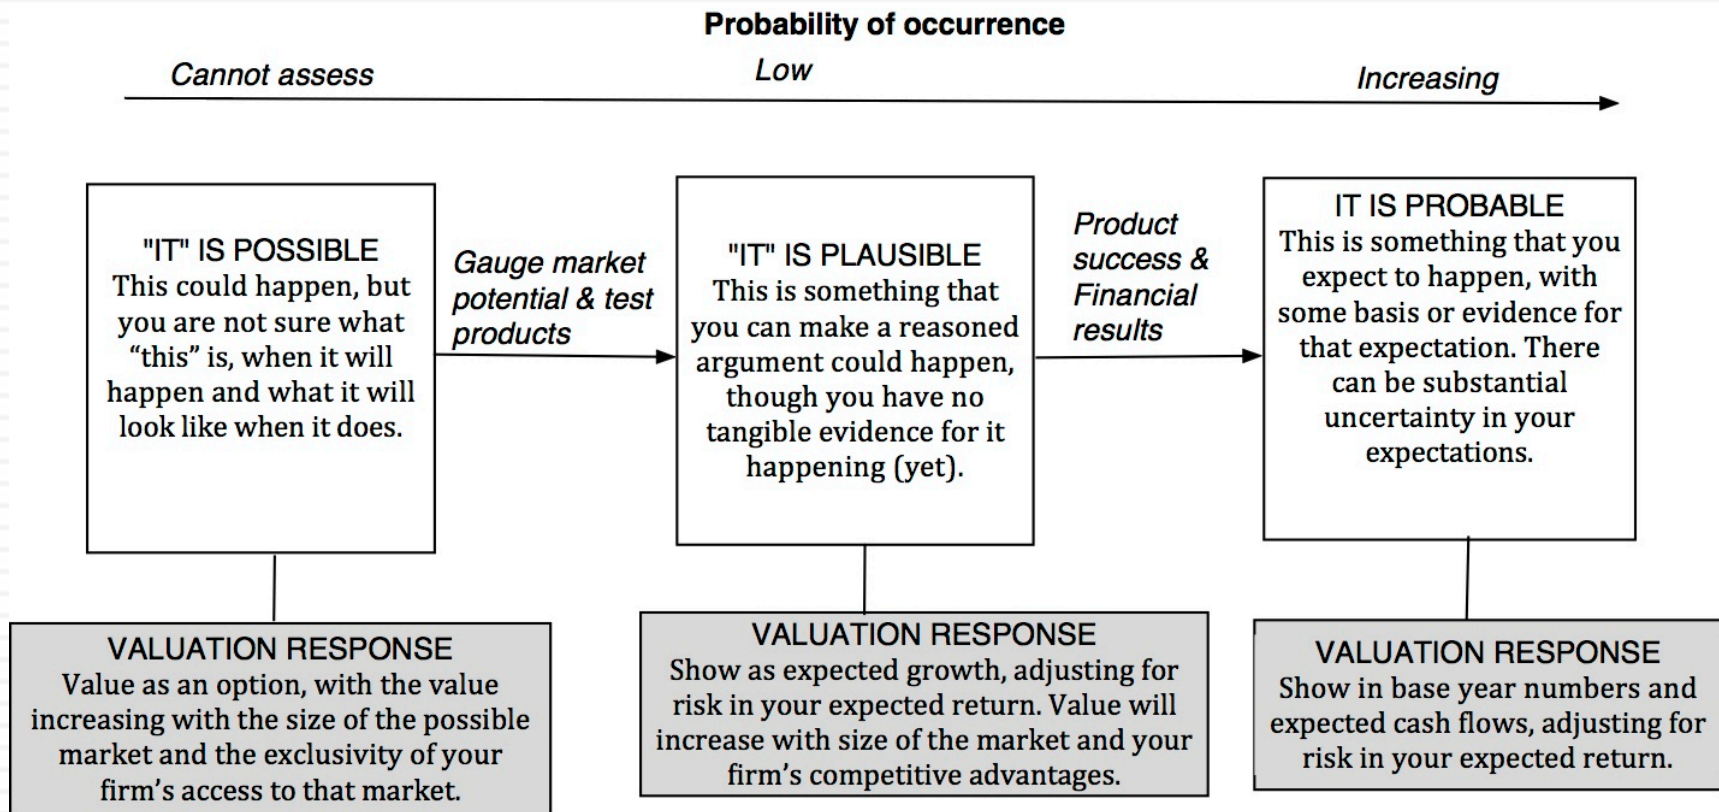 Probability of occurrence
Cannot assess
Low
Increasing
"IT" IS POSSIBLE
This could happen, but
you are not sure what
“this” is, when it will
happen and what it will
look like when it does.
Gauge market
potential & test
products
"IT" IS PLAUSIBLE
This is something that
you can make a reasoned
argument could happen,
though you have no
tangible evidence for it
happening (yet).
Product
success &
Financial
results
IT IS PROBABLE
This is something that you
expect to happen, with
some basis or evidence for
that expectation. There
can be substantial
uncertainty in your
expectations.
VALUATION RESPONSE
Value as an option, with the value
increasing with the size of the possible
market and the exclusivity of your
firm’s access to that market.
VALUATION RESPONSE
Show as expected growth, adjusting for
risk in your expected return. Value will
increase with size of the market and your
firm’s competitive advantages.
VALUATION RESPONSE
Show in base year numbers and
expected cash flows, adjusting for
risk in your expected return.